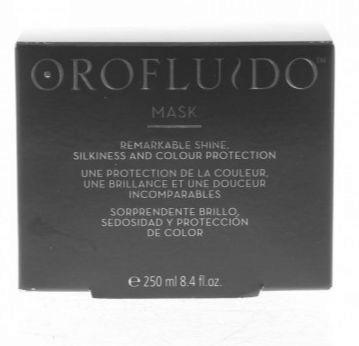 OROFLUIDO™
MASK
REMARKABLE SHINE,
SILKINESS AND COLOUR PROTECTION
UNE PROTECTION DE LA COULEUR,
UNE BRILLANCE ET UNE DOUCEUR
INCOMPARABLES
SORPRENDENTE BRILLO,
SEDOSIDAD Y PROTECCIÓN
DE COLOR
℮ 250 ml 8.4 fl.oz.